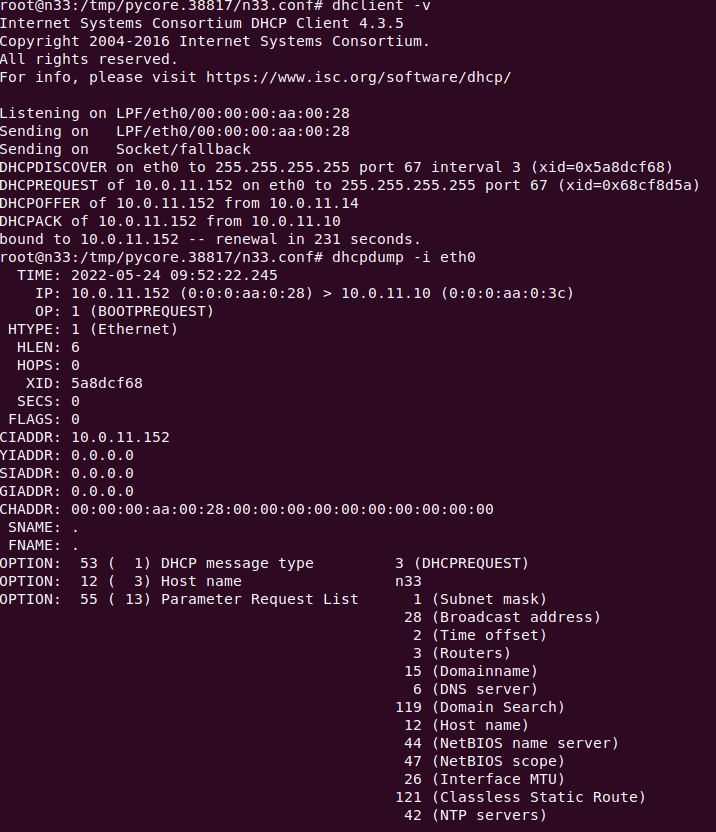 root@n33:/tmp/pycore.38817/n33.conf# dhclient -v
Internet Systems Consortium DHCP Client 4.3.5
Copyright 2004-2016 Internet Systems Consortium.
All rights reserved.
For info, please visit https://www.isc.org/software/dhcp/

Listening on LPF/eth0/00:00:00:aa:00:28
Sending on   LPF/eth0/00:00:00:aa:00:28
Sending on   Socket/fallback
DHCPDISCOVER on eth0 to 255.255.255.255 port 67 interval 3 (xid=0x5a8dcf68)
DHCPREQUEST of 10.0.11.152 on eth0 to 255.255.255.255 port 67 (xid=0x68cf8d5a)
DHCPOFFER of 10.0.11.152 from 10.0.11.14
DHCPACK of 10.0.11.152 from 10.0.11.10
bound to 10.0.11.152 -- renewal in 231 seconds.
root@n33:/tmp/pycore.38817/n33.conf# dhcpdump -i eth0
  TIME: 2022-05-24 09:52:22.245
    IP: 10.0.11.152 (0:0:0:aa:0:28) > 10.0.11.10 (0:0:0:aa:0:3c)
    OP: 1 (BOOTPREQUEST)
 HTYPE: 1 (Ethernet)
  HLEN: 6
  HOPS: 0
   XID: 5a8dcf68
  SECS: 0
 FLAGS: 0
CIADDR: 10.0.11.152
YIADDR: 0.0.0.0
SIADDR: 0.0.0.0
GIADDR: 0.0.0.0
CHADDR: 00:00:00:aa:00:28:00:00:00:00:00:00:00:00:00:00
 SNAME: .
 FNAME: .
OPTION:  53 (  1) DHCP message type         3 (DHCPREQUEST)
OPTION:  12 (  3) Host name                 n33
OPTION:  55 ( 13) Parameter Request List      1 (Subnet mask)
                                             28 (Broadcast address)
                                              2 (Time offset)
                                              3 (Routers)
                                             15 (Domainname)
                                              6 (DNS server)
                                            119 (Domain Search)
                                             12 (Host name)
                                             44 (NetBIOS name server)
                                             47 (NetBIOS scope)
                                             26 (Interface MTU)
                                            121 (Classless Static Route)
                                             42 (NTP servers)